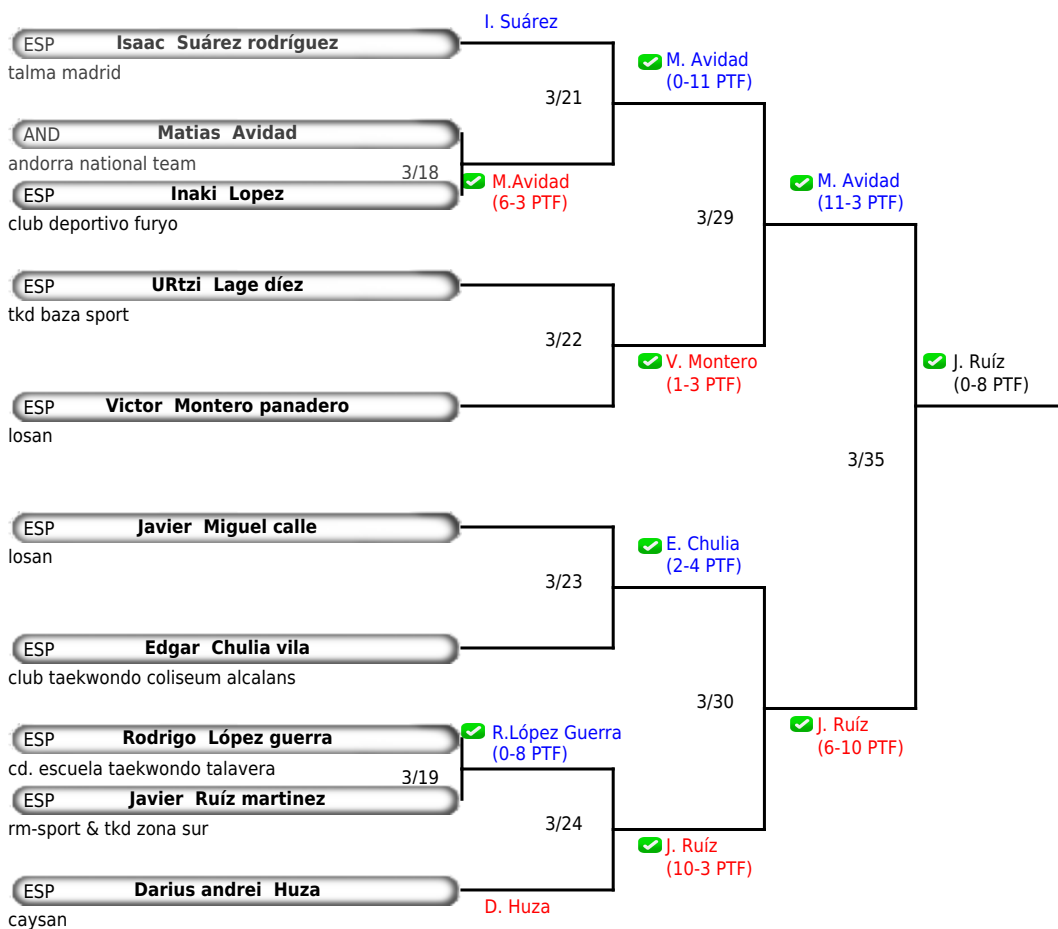 I. Suárez
ESP Isaac Suárez rodríguez
talma madrid
M. Avidad
(0-11 PTF)
3/21
AND Matias Avidad
andorra national team
3/18
M.Avidad
(6-3 PTF)
ESP Inaki Lopez
club deportivo furyo
M. Avidad
(11-3 PTF)
3/29
ESP URtzi Lage díez
tkd baza sport
3/22
V. Montero
(1-3 PTF)
J. Ruíz
(0-8 PTF)
ESP Victor Montero panadero
losan
3/35
ESP Javier Miguel calle
losan
E. Chulia
(2-4 PTF)
3/23
ESP Edgar Chulia vila
club taekwondo coliseum alcalans
3/30
J. Ruíz
(6-10 PTF)
ESP Rodrigo López guerra
cd. escuela taekwondo talavera
R.López Guerra
(0-8 PTF)
3/19
ESP Javier Ruíz martinez
rm-sport & tkd zona sur
3/24
J. Ruíz
(10-3 PTF)
ESP Darius andrei Huza
caysan
D. Huza